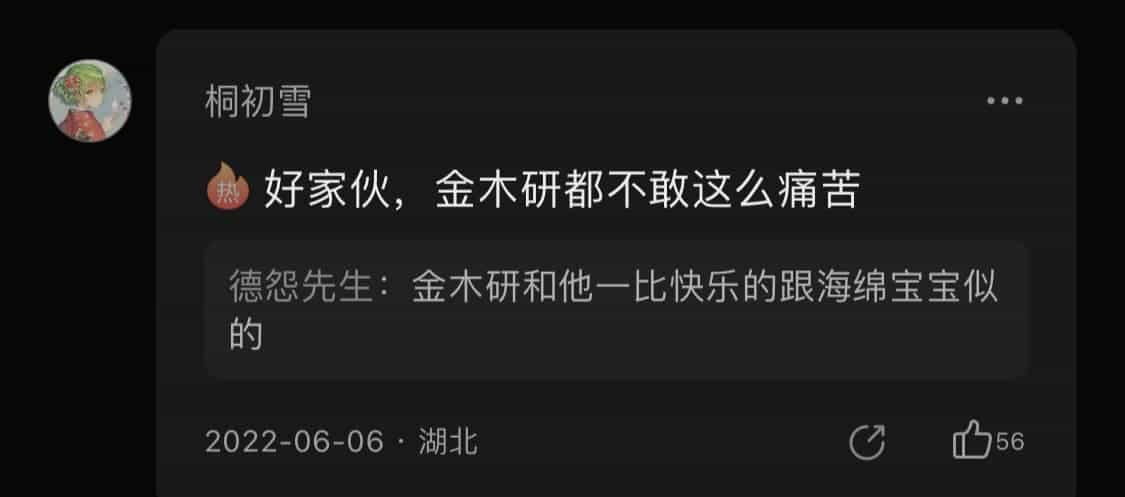 桐初雪
热 好家伙，金木研都不敢这么痛苦
德怨先生：金木研和他一比快乐的跟海绵宝宝似
的
2022-06-06 · 湖北
56